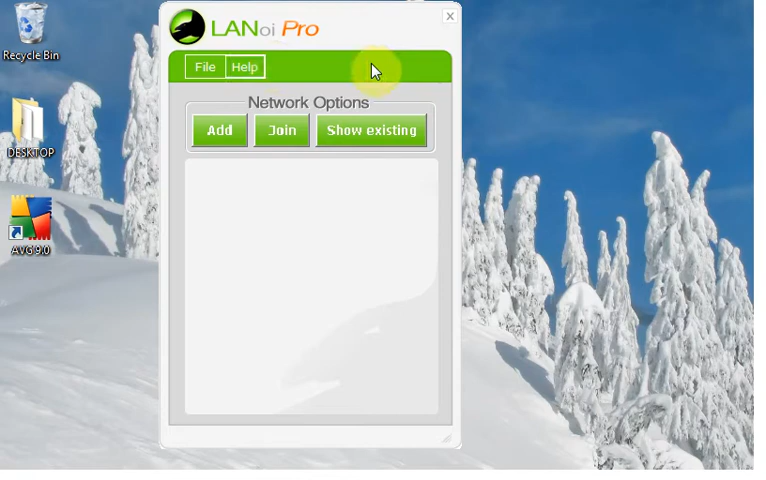 Recycle Bin
DESKTOP
AVG 9.0
LANoi Pro
File Help
Network Options
Add Join Show existing